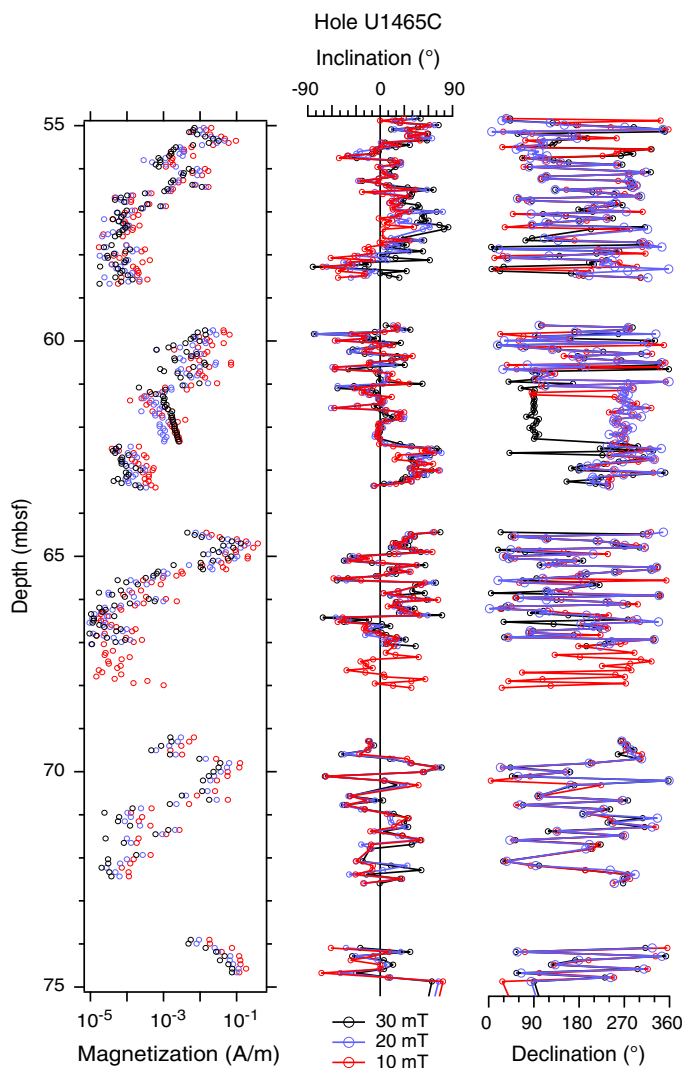 Hole U1465C
Inclination (°)
-90 0 90
55
60
65
70
75
Depth (mbsf)
10-5 10-3 10-1
Magnetization (A/m)
30 mT
20 mT
10 mT
0 90 180 270 360
Declination (°)